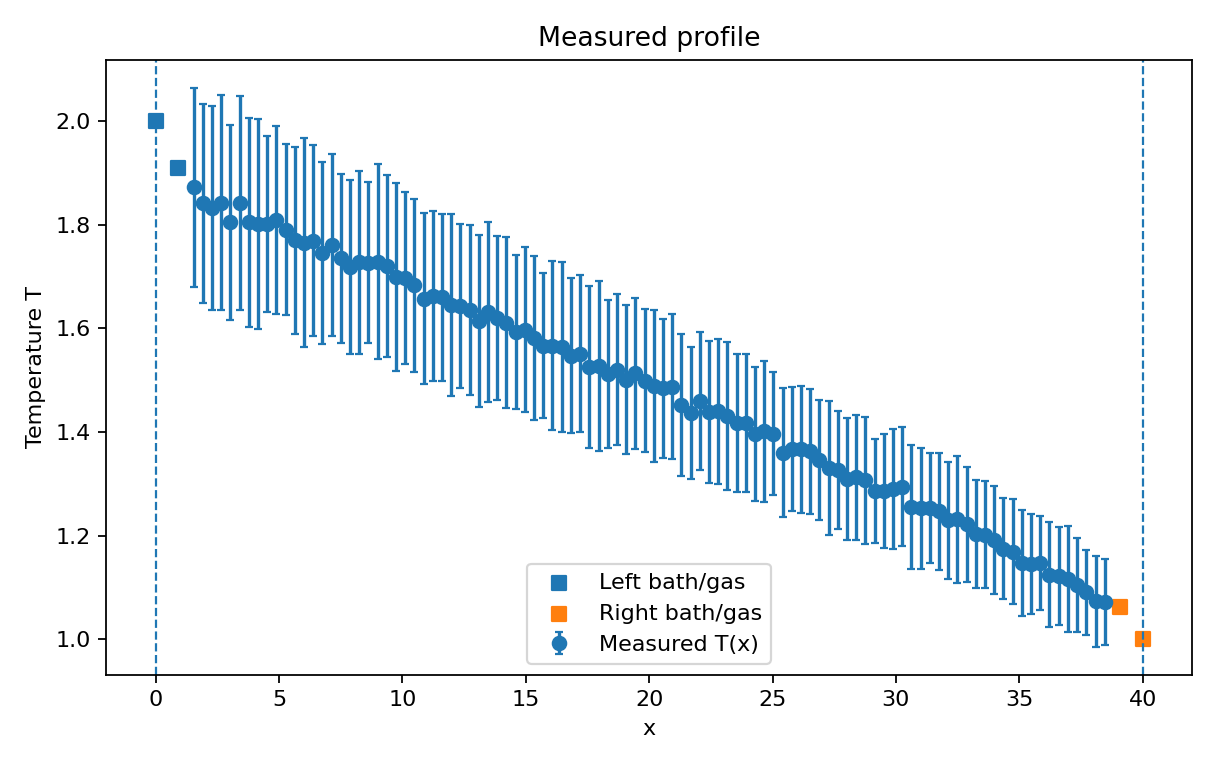 Measured profile
Temperature T
2.0
1.8
1.6
1.4
1.2
1.0
Left bath/gas
Right bath/gas
Measured T(x)
0 5 10 15 20 25 30 35 40
x